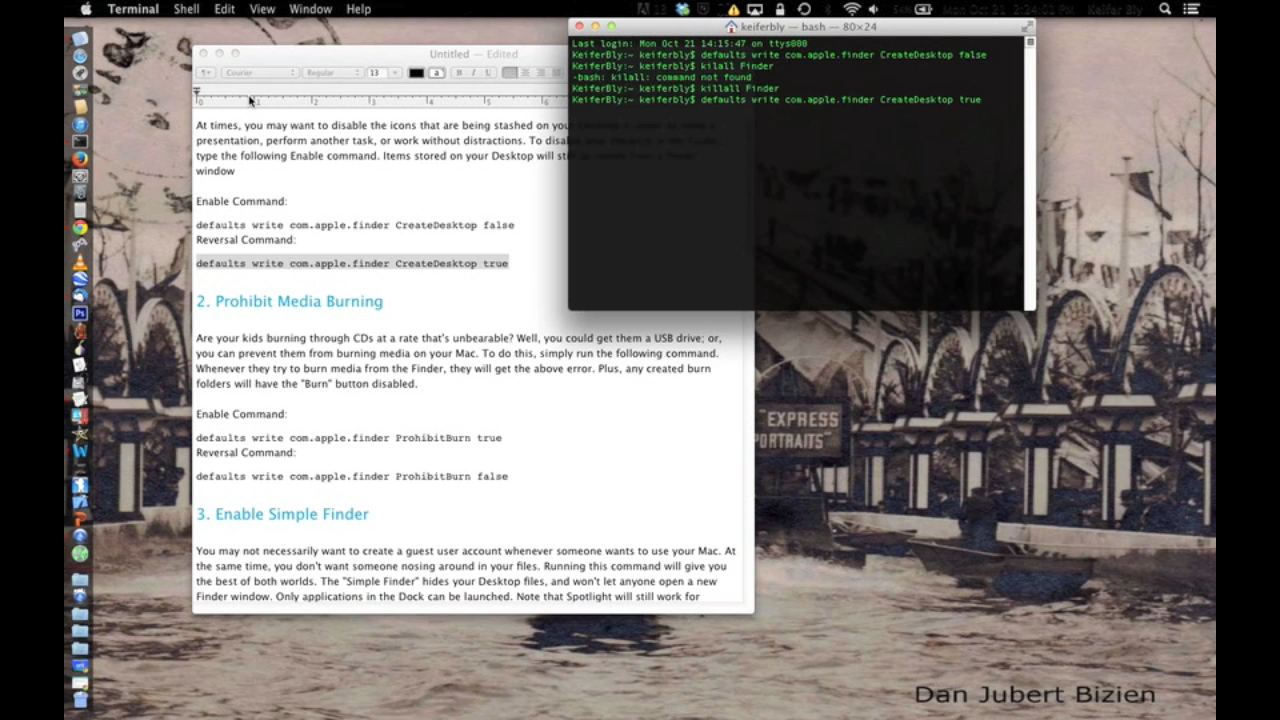 Terminal Shell Edit View Window Help
keiferbly — bash — 80×24
Last login: Mon Oct 21 14:15:47 on ttys000
KeiferBly:~ keiferbly$ defaults write com.apple.finder CreateDesktop false
KeiferBly:~ keiferbly$ kilall Finder
-bash: kilall: command not found
KeiferBly:~ keiferbly$ killall Finder
KeiferBly:~ keiferbly$ defaults write com.apple.finder CreateDesktop true
Untitled — Edited
Courier Regular 13 a B I U
0 1 2 3 4 5 6
At times, you may want to disable the icons that are being stashed on
presentation, perform another task, or work without distractions. To
type the following Enable command. Items stored on your Desktop will
window
Enable Command:
defaults write com.apple.finder CreateDesktop false
Reversal Command:
defaults write com.apple.finder CreateDesktop true
2. Prohibit Media Burning
Are your kids burning through CDs at a rate that's unbearable? Well, you could get them a USB drive; or,
you can prevent them from burning media on your Mac. To do this, simply run the following command.
Whenever they try to burn media from the Finder, they will get the above error. Plus, any created burn
folders will have the "Burn" button disabled.
Enable Command:
defaults write com.apple.finder ProhibitBurn true
Reversal Command:
defaults write com.apple.finder ProhibitBurn false
3. Enable Simple Finder
You may not necessarily want to create a guest user account whenever someone wants to use your Mac. At
the same time, you don't want someone nosing around in your files. Running this command will give you
the best of both worlds. The "Simple Finder" hides your Desktop files, and won't let anyone open a new
Finder window. Only applications in the Dock can be launched. Note that Spotlight will still work for
"EXPRESS
PORTRAITS"
Dan Jubert Bizien